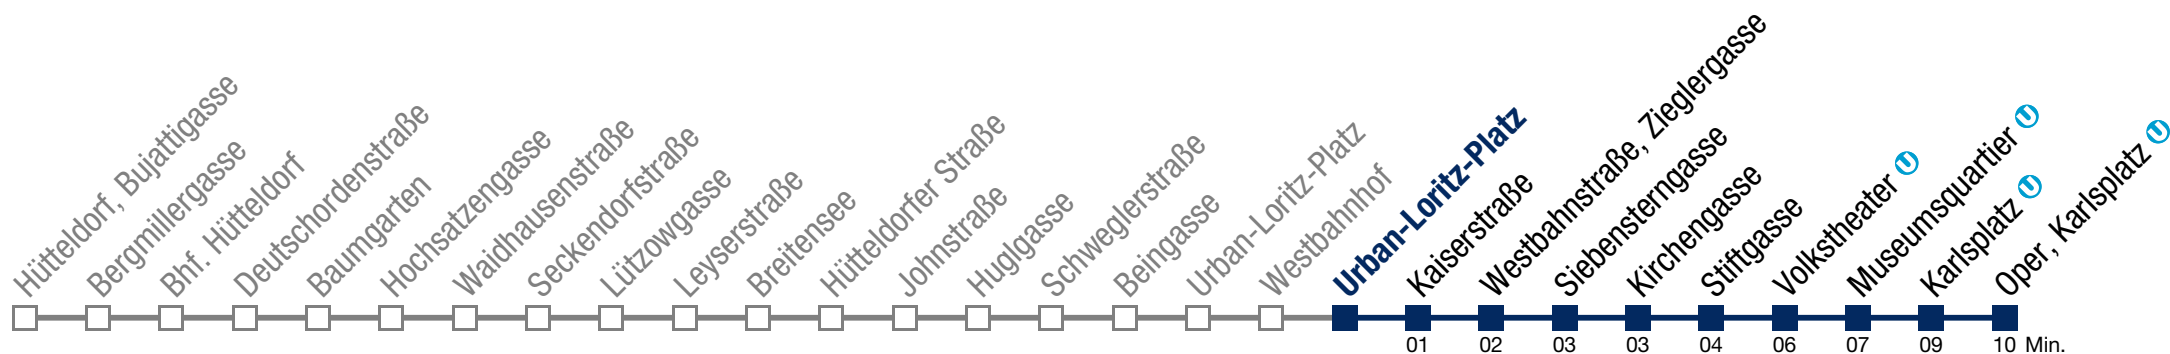 Hütteldorf, Bujattigasse
Bergmillergasse
Bhf. Hütteldorf
Deutschordenstraße
Baumgarten
Hochsatzengasse
Waidhausenstraße
Seckendorfstraße
Lützowgasse
Leyserstraße
Breitensee
Hütteldorfer Straße
Johnstraße
Huglgasse
Schweglerstraße
Beingasse
Urban-Loritz-Platz
Westbahnhof
Urban-Loritz-Platz
Kaiserstraße
Westbahnstraße, Zieglergasse
Siebensterngasse
Kirchengasse
Stiftgasse
Volkstheater U
Museumsquartier U
Karlsplatz U
Oper, Karlsplatz U
01 02 03 03 04 06 07 09 10 Min.